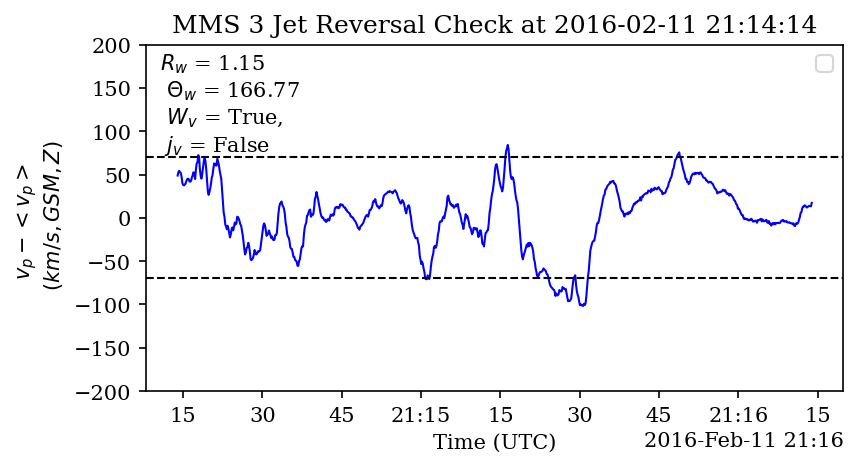 MMS 3 Jet Reversal Check at 2016-02-11 21:14:14
R_w = 1.15
Θ_w = 166.77
W_v = True,
j_v = False
v_p − < v_p >
(km/s, GSM, Z)
200
150
100
50
0
−50
−100
−150
−200
15 30 45 21:15 15 30 45 21:16 15
Time (UTC)
2016-Feb-11 21:16